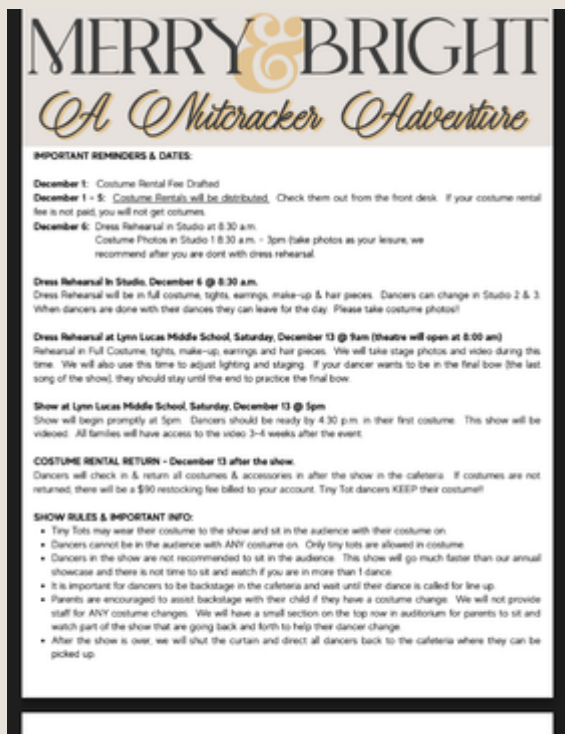 MERRY & BRIGHT
A Nutcracker Adventure
IMPORTANT REMINDERS & DATES:
December 1: Costume Rental Fee Drafted
December 1 - 5: Costume Rentals will be distributed. Check them out from the front desk. If your costume rental
fee is not paid, you will not get cotumes.
December 6: Dress Rehearsal in Studio at 8:30 a.m.
Costume Photos in Studio 1 8:30 a.m. - 3pm (take photos as your leisure, we
recommend after you are dont with dress rehearsal.
Dress Rehearsal In Studio, December 6 @ 8:30 a.m.
Dress Rehearsal will be in full costume, tights, earrings, make-up & hair pieces. Dancers can change in Studio 2 & 3.
When dancers are done with their dances they can leave for the day. Please take costume photos!!
Dress Rehearsal at Lynn Lucas Middle School, Saturday, December 13 @ 9am (theatre will open at 8:00 am)
Rehearsal in Full Costume, tights, make-up, earrings and hair pieces. We will take stage photos and video during this
time. We will also use this time to adjust lighting and staging. If your dancer wants to be in the final bow (the last
song of the show), they should stay until the end to practice the final bow.
Show at Lynn Lucas Middle School, Saturday, December 13 @ 5pm
Show will begin promptly at 5pm. Dancers should be ready by 4:30 p.m. in their first costume. This show will be
videoed. All families will have access to the video 3-4 weeks after the event.
COSTUME RENTAL RETURN - December 13 after the show.
Dancers will check in & return all costumes & accessories in after the show in the cafeteria. If costumes are not
returned, there will be a $90 restocking fee billed to your account. Tiny Tot dancers KEEP their costume!!
SHOW RULES & IMPORTANT INFO:
• Tiny Tots may wear their costume to the show and sit in the audience with their costume on.
• Dancers cannot be in the audience with ANY costume on. Only tiny tots are allowed in costume.
• Dancers in the show are not recommended to sit in the audience. This show will go much faster than our annual
showcase and there is not time to sit and watch if you are in more than 1 dance.
• It is important for dancers to be backstage in the cafeteria and wait until their dance is called for line up.
• Parents are encouraged to assist backstage with their child if they have a costume change. We will not provide
staff for ANY costume changes. We will have a small section on the top row in auditorium for parents to sit and
watch part of the show that are going back and forth to help their dancer change.
• After the show is over, we will shut the curtain and direct all dancers back to the cafeteria where they can be
picked up.